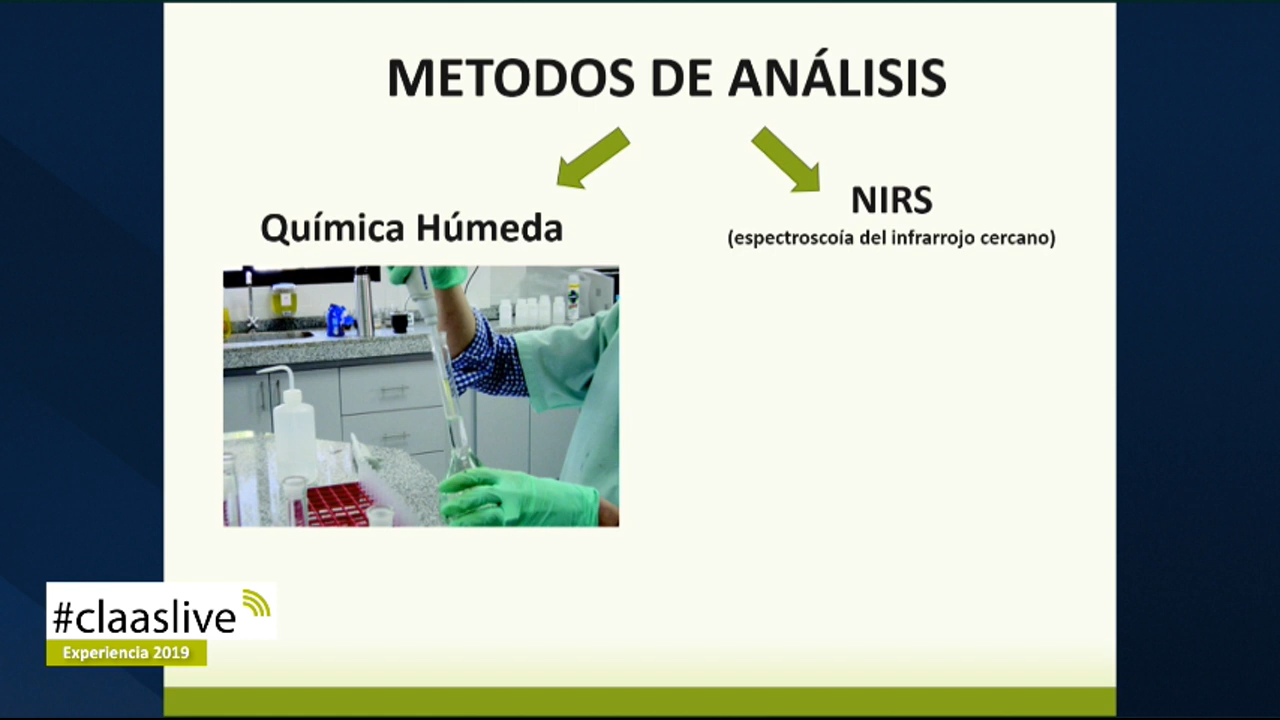 METODOS DE ANÁLISIS
Química Húmeda
NIRS
(espectroscoía del infrarrojo cercano)
#claaslive
Experiencia 2019